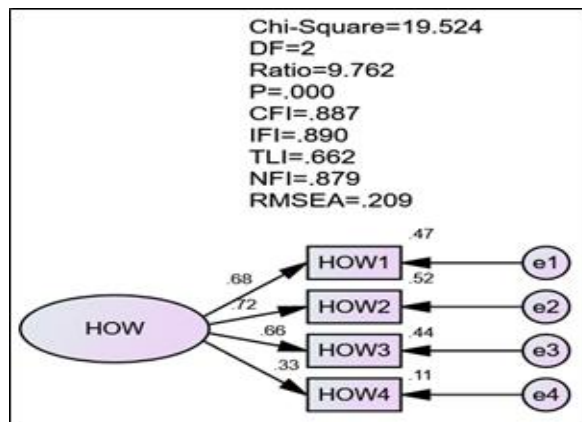 Chi-Square=19.524
DF=2
Ratio=9.762
P=.000
CFI=.887
IFI=.890
TLI=.662
NFI=.879
RMSEA=.209
.47
.68 HOW1 e1
.52
.72 HOW2 e2
HOW
.44
.66 HOW3 e3
.11
.33 HOW4 e4